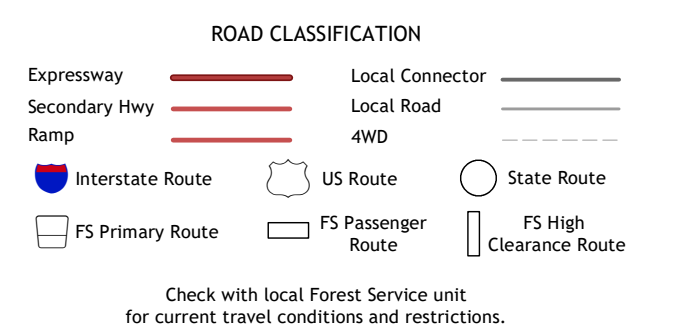 ROAD CLASSIFICATION
Expressway
Local Connector
Secondary Hwy
Local Road
Ramp
4WD
Interstate Route
US Route
State Route
FS Primary Route
FS Passenger
Route
FS High
Clearance Route
Check with local Forest Service unit
for current travel conditions and restrictions.